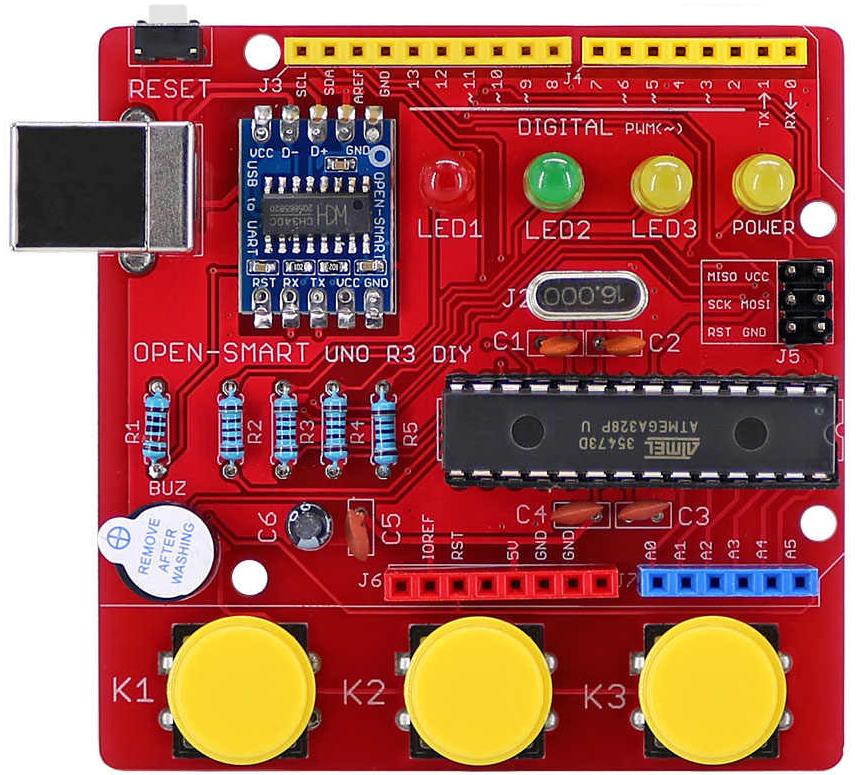 RESET
J3
SCL
SDA
AREF
GND
13
12
~11
~10
~9
8
J4
7
~6
~5
4
~3
2
TX→1
RX←0
DIGITAL PWM(~)
VCC D- D+ GND
USB to UART
OPEN-SMART
WCH
CH340C
RST RX TX VCC GND
LED1
LED2
LED3
POWER
MISO VCC
SCK MOSI
RST GND
J5
J2
16.000
C1
C2
OPEN-SMART UNO R3 DIY
R1
R2
R3
R4
R5
ATMEL
35473D
ATMEGA328P U
BUZ
REMOVE
AFTER
WASHING
C6
C5
C4
C3
J6
IOREF
RST
5V
GND
GND
J7
A0
A1
A2
A3
A4
A5
K1
K2
K3